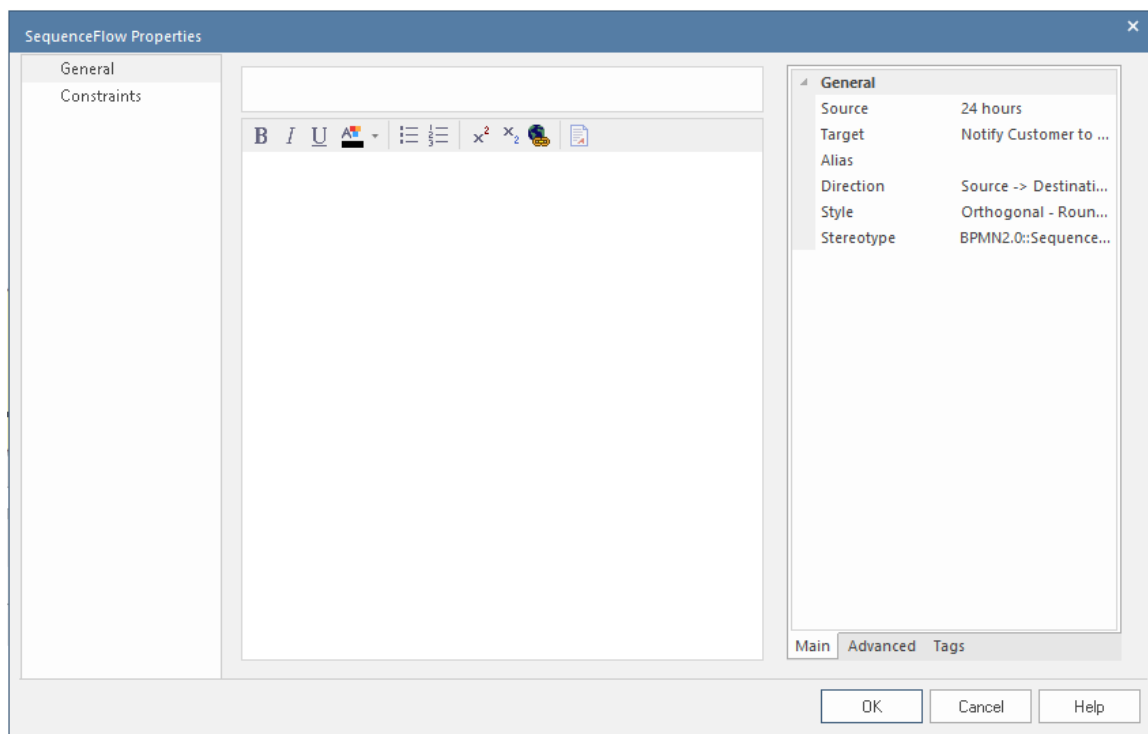 SequenceFlow Properties
General
Constraints
General
Source 24 hours
Target Notify Customer to ...
Alias
Direction Source -> Destinati...
Style Orthogonal - Roun...
Stereotype BPMN2.0::Sequence...
Main Advanced Tags
OK Cancel Help